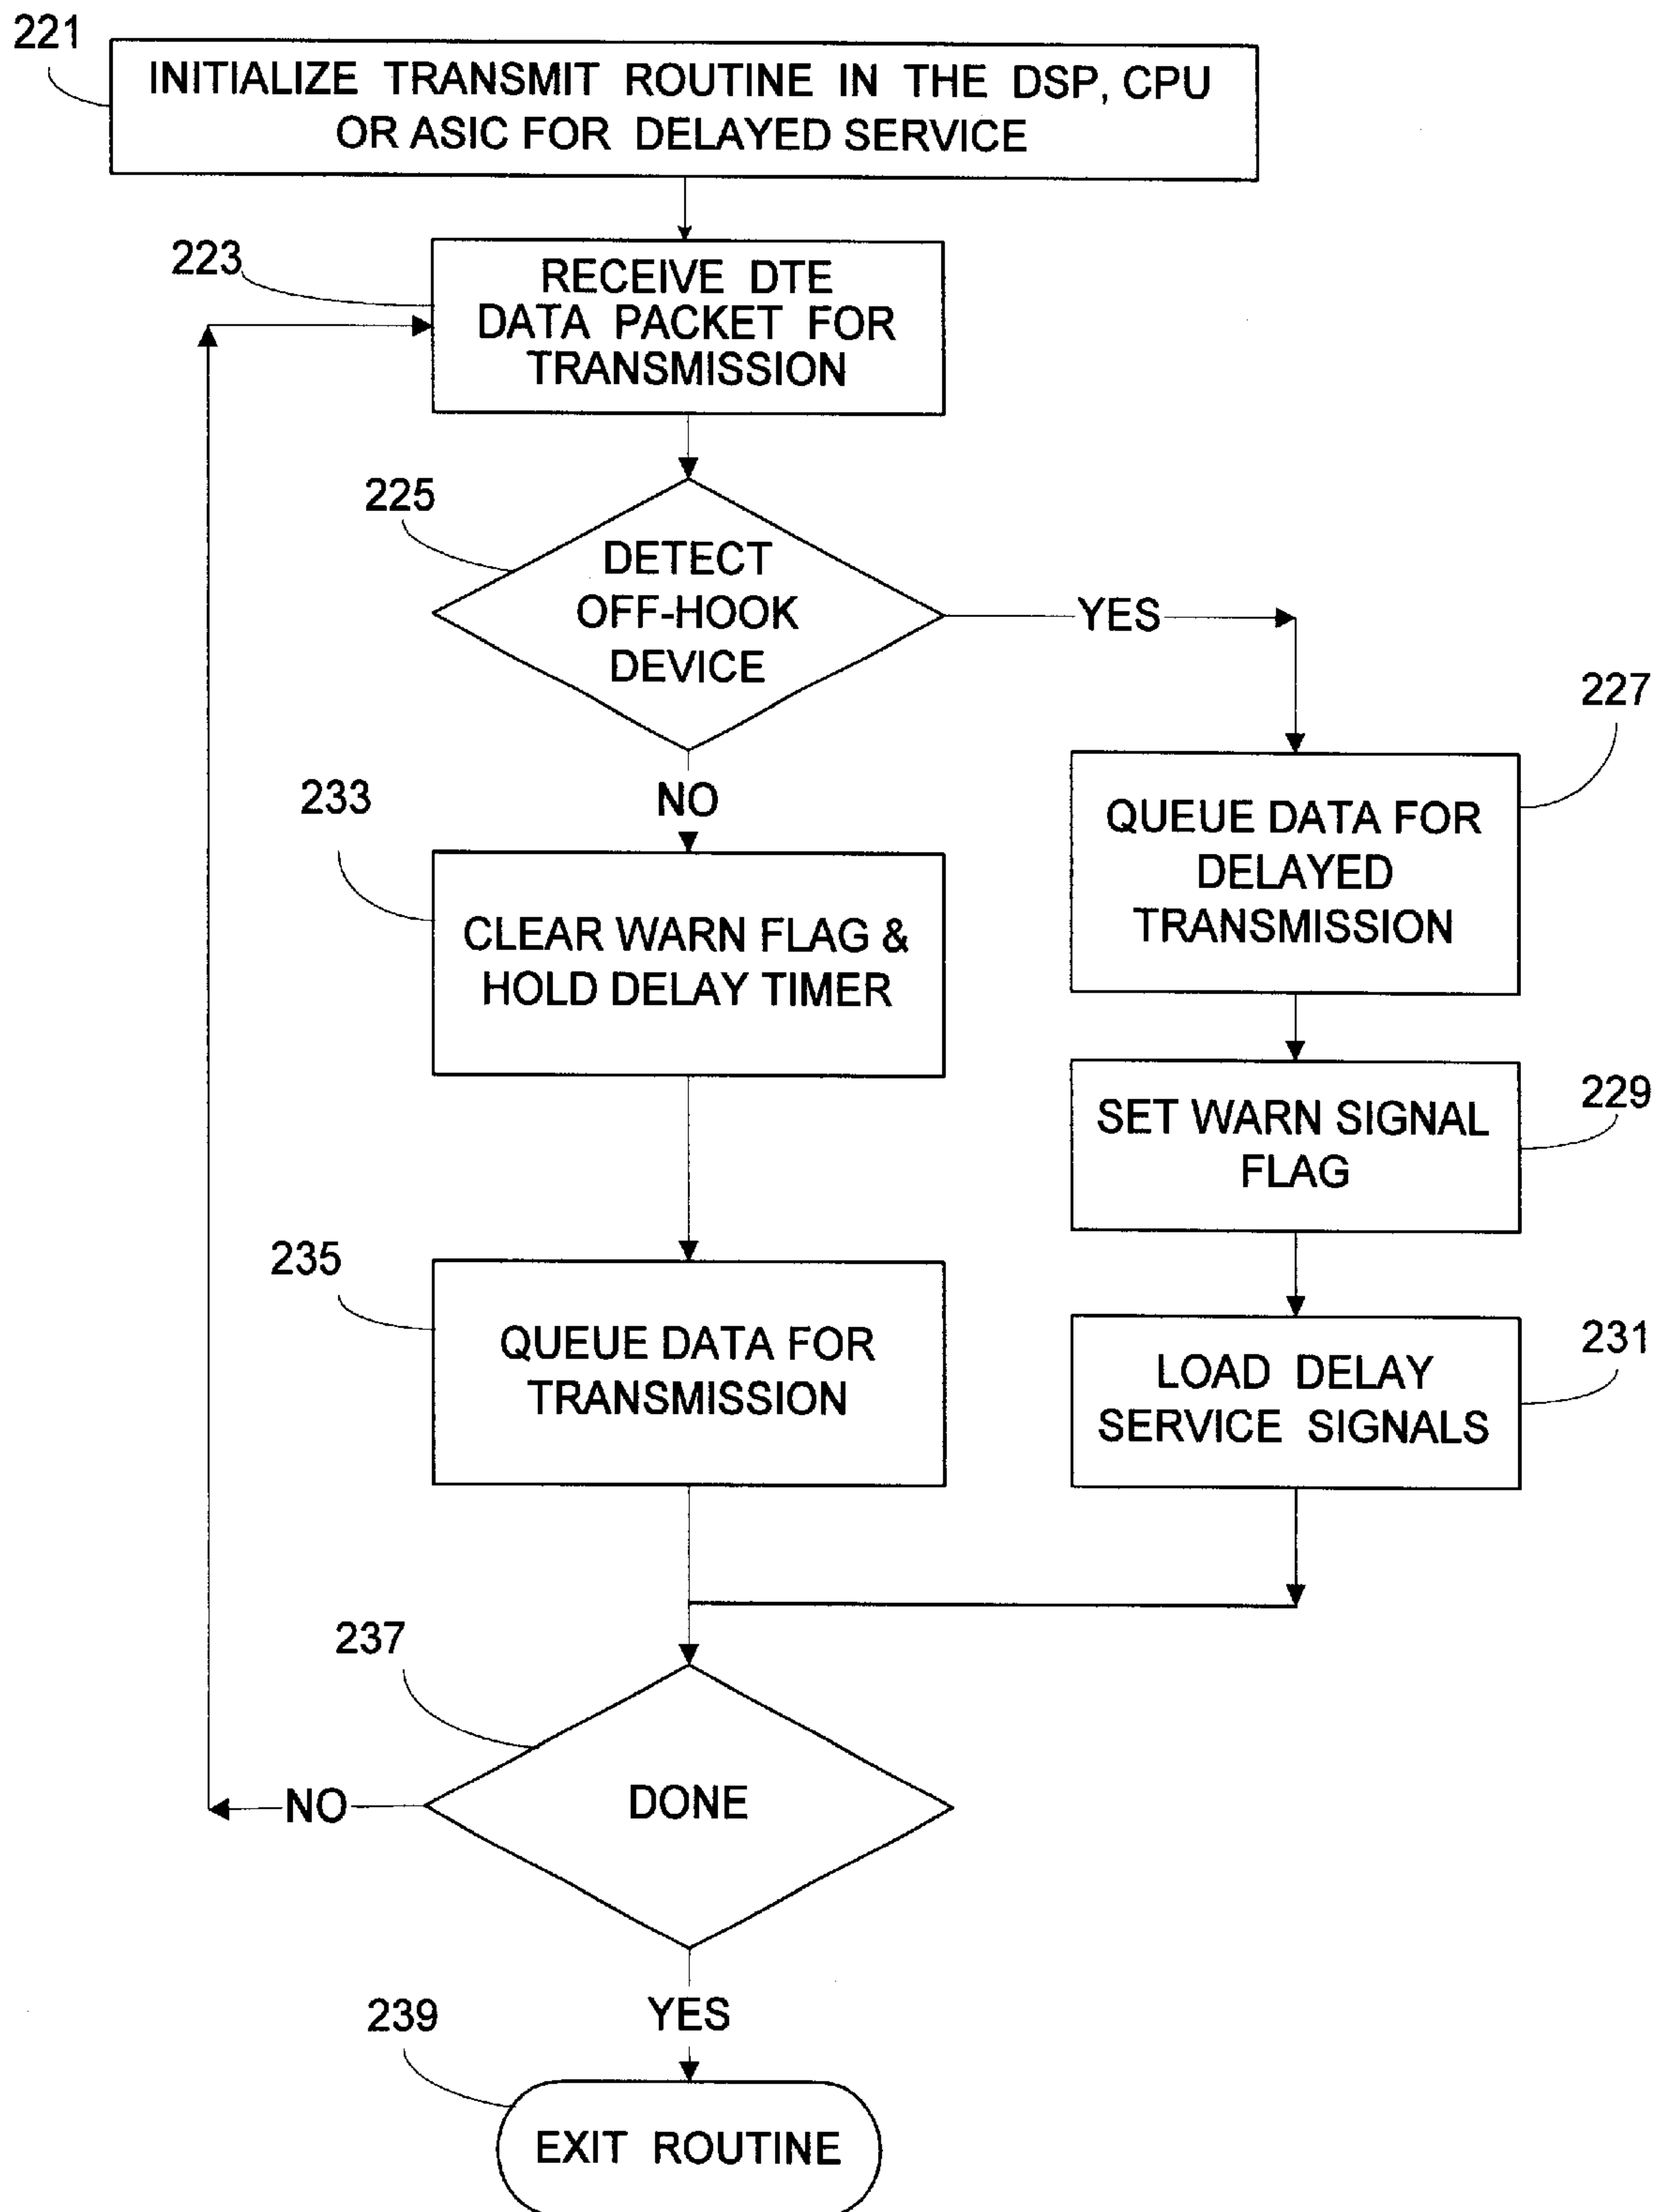 221
INITIALIZE TRANSMIT ROUTINE IN THE DSP, CPU
OR ASIC FOR DELAYED SERVICE
223
RECEIVE DTE
DATA PACKET FOR
TRANSMISSION
225
DETECT
OFF-HOOK
DEVICE
YES
227
QUEUE DATA FOR
DELAYED
TRANSMISSION
NO
233
CLEAR WARN FLAG &
HOLD DELAY TIMER
229
SET WARN SIGNAL
FLAG
235
QUEUE DATA FOR
TRANSMISSION
231
LOAD DELAY
SERVICE SIGNALS
237
DONE
NO
YES
239
EXIT ROUTINE